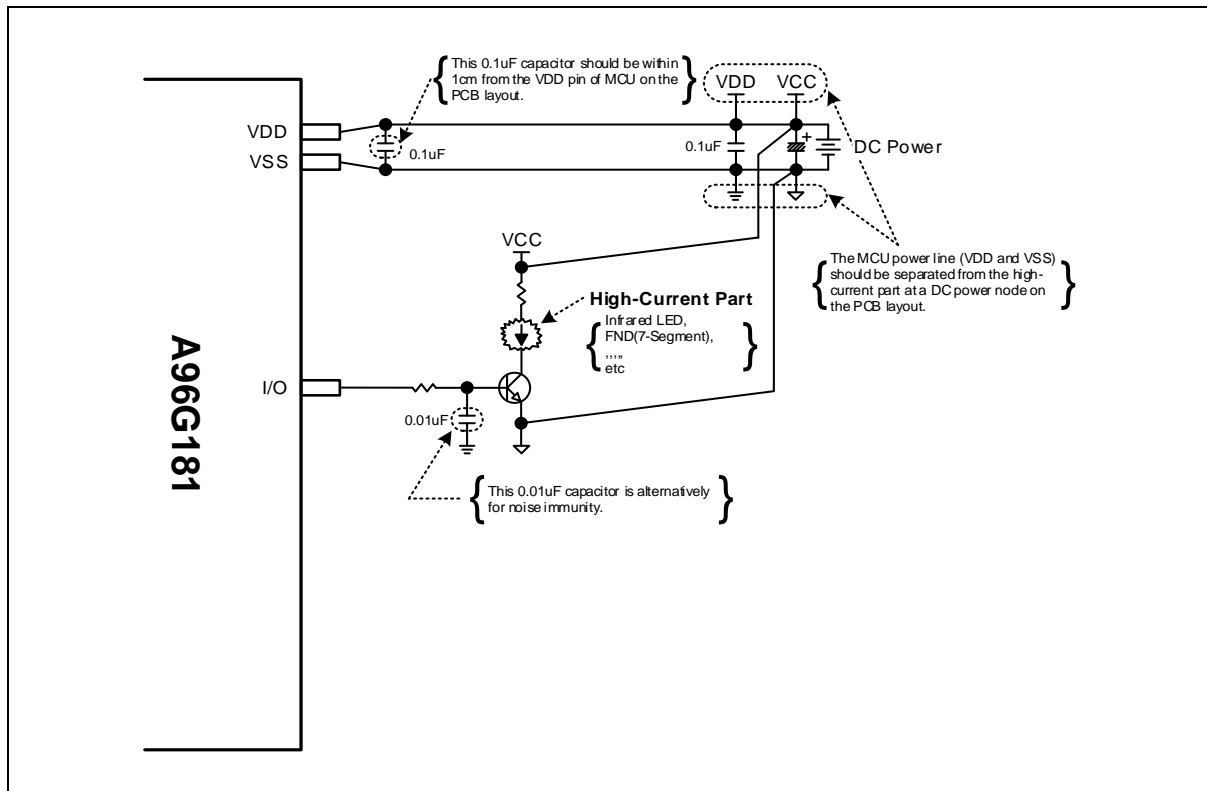 This 0.1uF capacitor should be within
1cm from the VDD pin of MCU on the
PCB layout.
VDD VCC
VDD
0.1uF
0.1uF
+
DC Power
VSS
VCC
The MCU power line (VDD and VSS)
should be separated from the high-
current part at a DC power node on
the PCB layout.
High-Current Part
Infrared LED,
FND(7-Segment),
,,,,,
etc
A96G181
I/O
0.01uF
This 0.01uF capacitor is alternatively
for noise immunity.